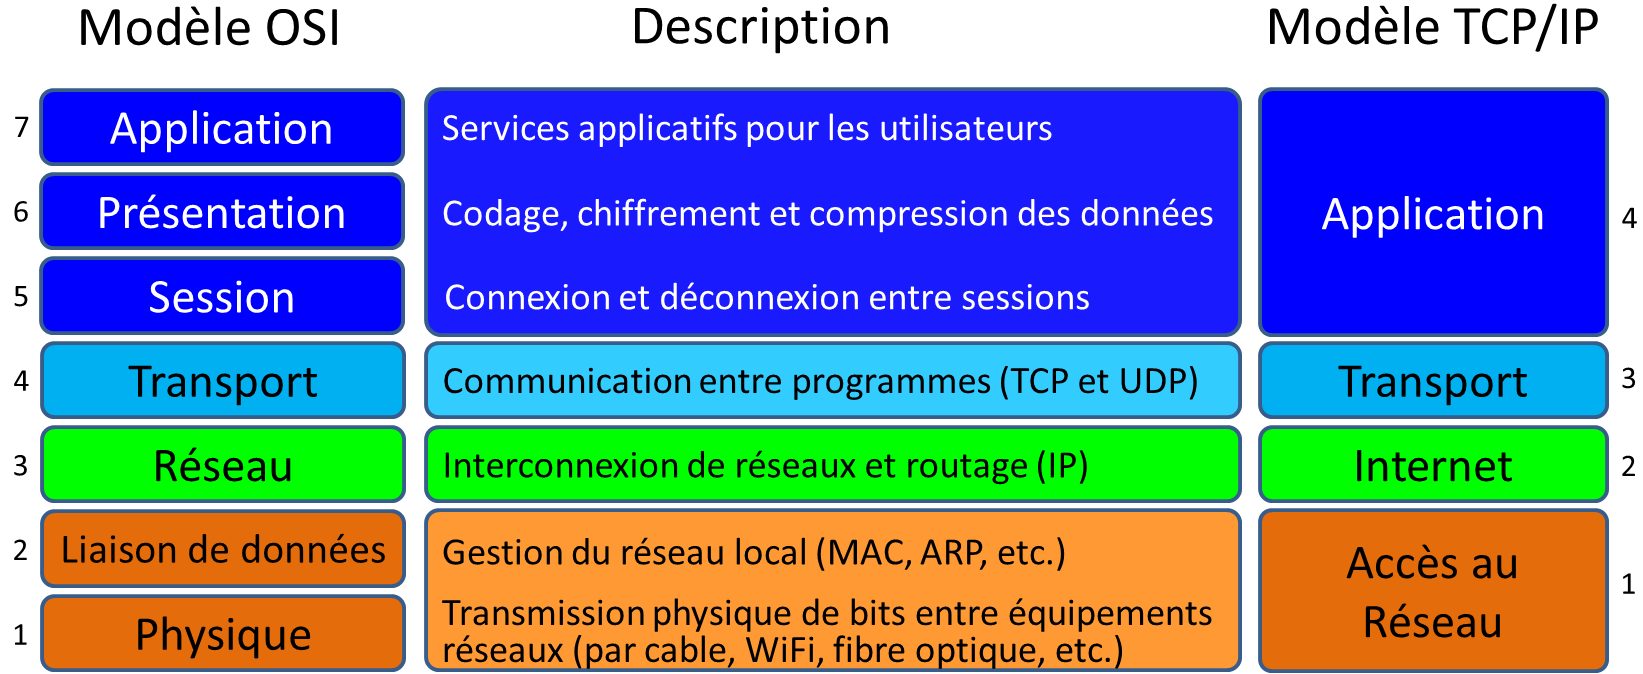 Modèle OSI Description Modèle TCP/IP
7 Application Services applicatifs pour les utilisateurs
6 Présentation Codage, chiffrement et compression des données Application 4
5 Session Connexion et déconnexion entre sessions
4 Transport Communication entre programmes (TCP et UDP) Transport 3
3 Réseau Interconnexion de réseaux et routage (IP) Internet 2
2 Liaison de données Gestion du réseau local (MAC, ARP, etc.) Accès au
1 Physique Transmission physique de bits entre équipements Réseau 1
réseaux (par cable, WiFi, fibre optique, etc.)